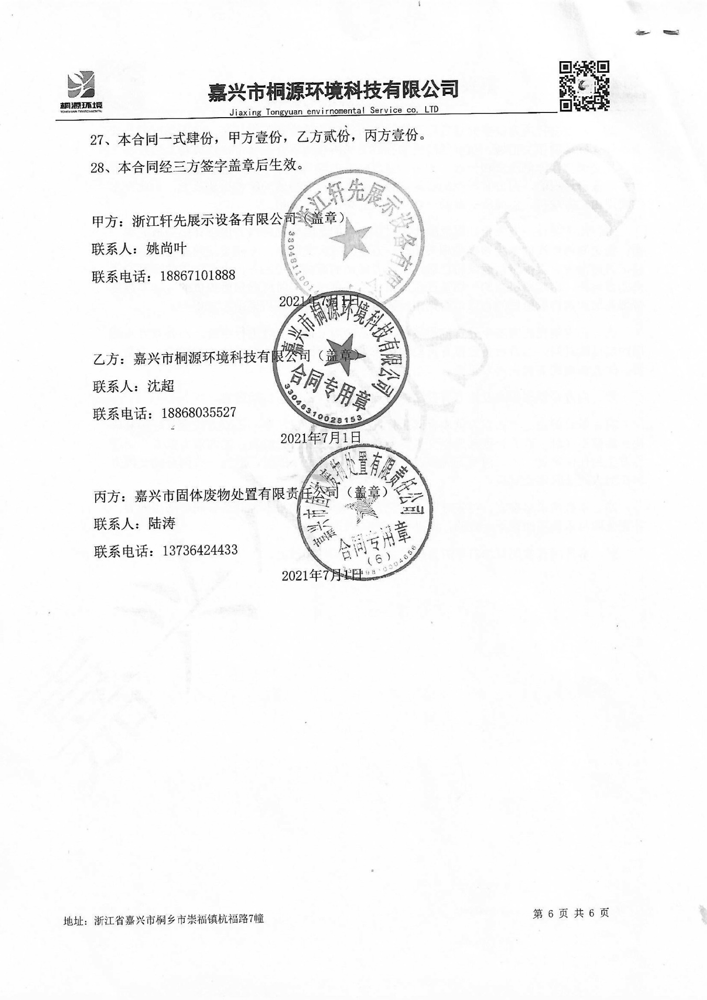 桐源环境
TONGYUAN ENVIRONMENTAL
嘉兴市桐源环境科技有限公司
Jiaxing Tongyuan envirnomental Service co. LTD
27、本合同一式肆份，甲方壹份，乙方贰份，丙方壹份。
28、本合同经三方签字盖章后生效。
浙江轩先展示设备有限公
甲方：浙江轩先展示设备有限公司（盖章）
联系人：姚尚叶
联系电话：18867101888
2021年7月1日
嘉兴市桐源环境科技有限公司
乙方：嘉兴市桐源环境科技有限公司（盖章）
合同专用章
联系人：沈超
联系电话：18868035527
33046310028153
2021年7月1日
嘉兴市固体废物处置有限责任公司
丙方：嘉兴市固体废物处置有限责任公司（盖章）
联系人：陆涛
合同专用章
（6）
联系电话：13736424433
2021年7月1日
SWD
地址：浙江省嘉兴市桐乡市崇福镇杭福路7幢
第 6 页 共 6 页